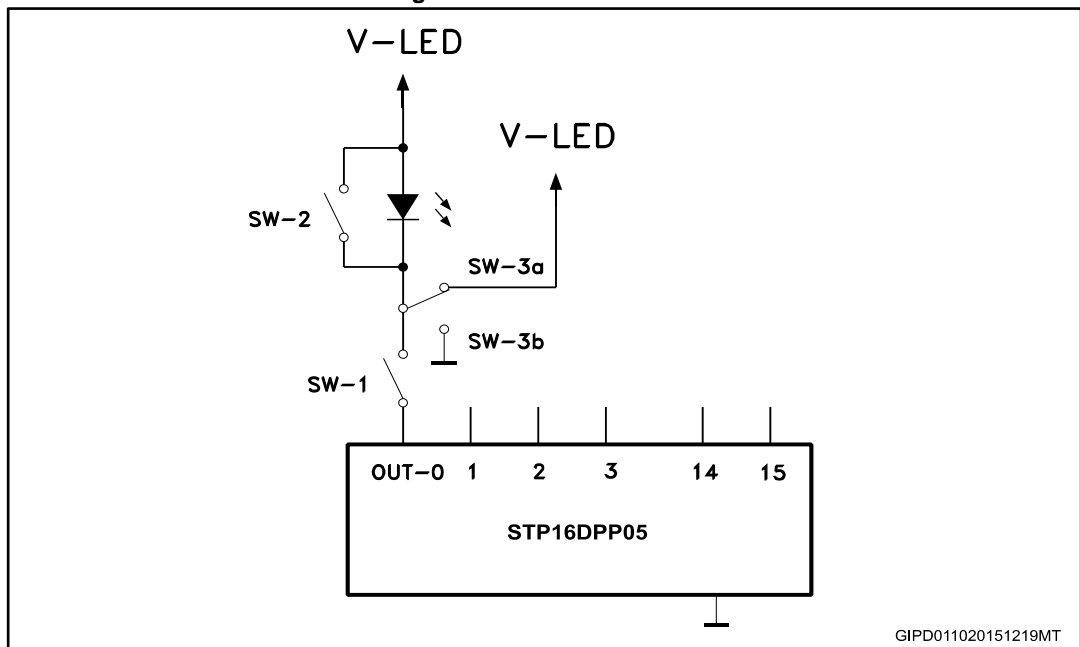 V-LED
V-LED
SW-2
SW-3a
SW-3b
SW-1
OUT-0 1 2 3 14 15
STP16DPP05
GIPD011020151219MT